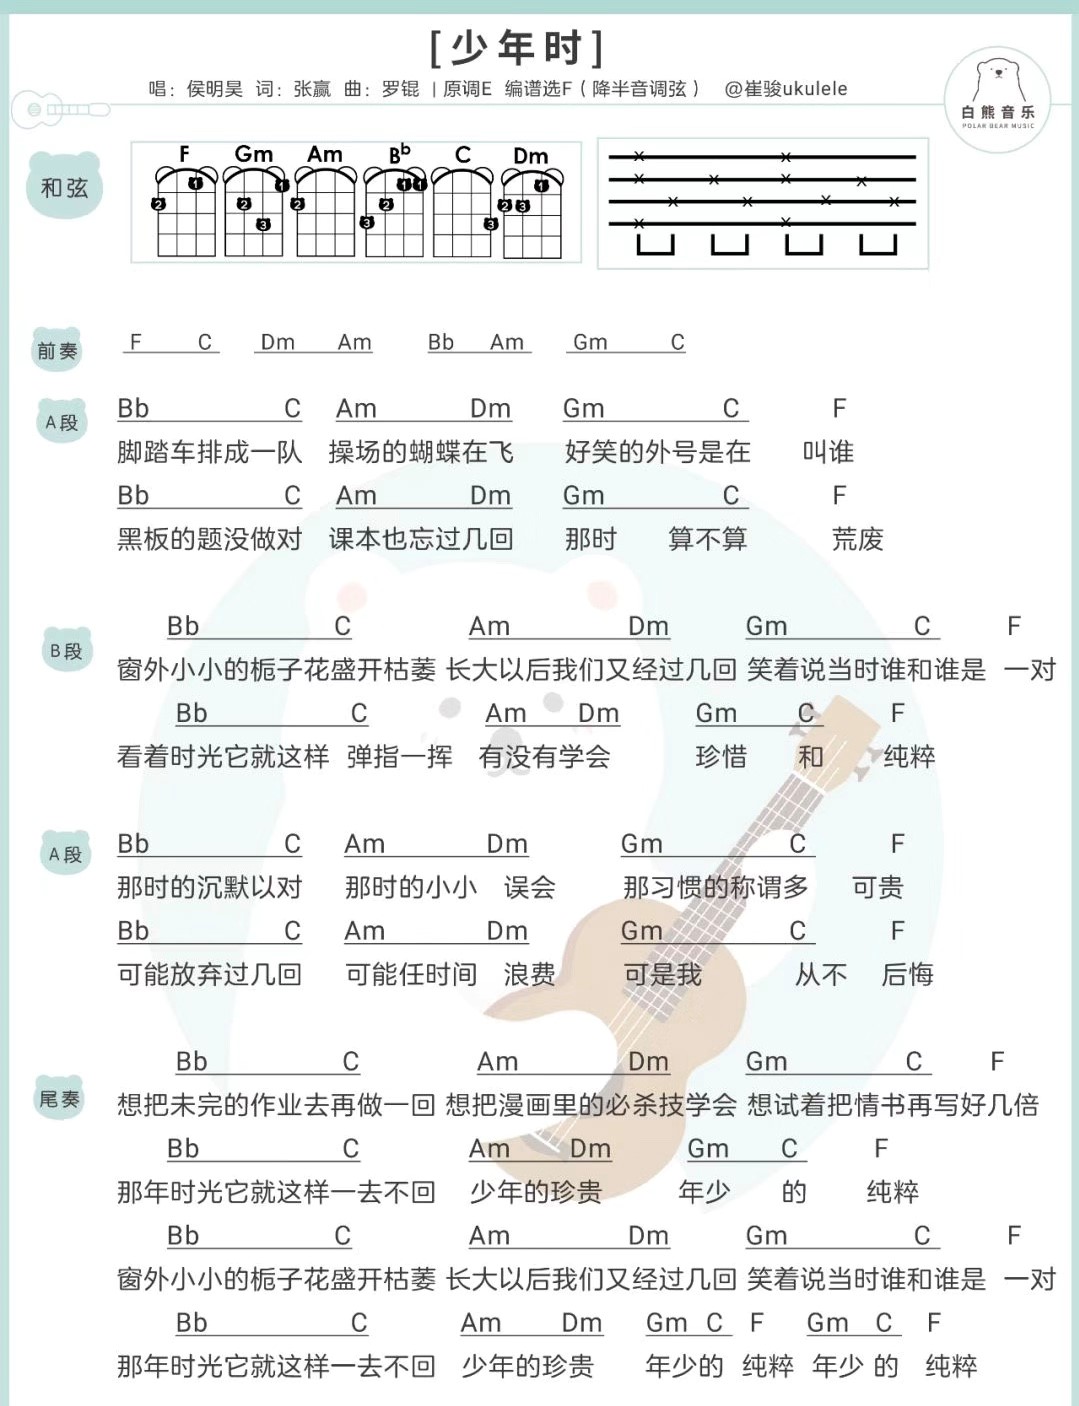 [少年时]
唱：侯明昊 词：张赢 曲：罗锟 | 原调E 编谱选F（降半音调弦） @崔骏ukulele
白熊音乐
POLAR BEAR MUSIC
和弦
F Gm Am Bb C Dm
1 1 1 1 1
2 2 2 2 2 3
3 3 3
前奏 F C Dm Am Bb Am Gm C
Bb C Am Dm Gm C F
A段
脚踏车排成一队 操场的蝴蝶在飞 好笑的外号是在 叫谁
Bb C Am Dm Gm C F
黑板的题没做对 课本也忘过几回 那时 算不算 荒废
Bb C Am Dm Gm C F
B段
窗外小小的栀子花盛开枯萎 长大以后我们又经过几回 笑着说当时谁和谁是 一对
Bb C Am Dm Gm C F
看着时光它就这样 弹指一挥 有没有学会 珍惜 和 纯粹
Bb C Am Dm Gm C F
A段
那时的沉默以对 那时的小小 误会 那习惯的称谓多 可贵
Bb C Am Dm Gm C F
可能放弃过几回 可能任时间 浪费 可是我 从不 后悔
Bb C Am Dm Gm C F
尾奏
想把未完的作业去再做一回 想把漫画里的必杀技学会 想试着把情书再写好几倍
Bb C Am Dm Gm C F
那年时光它就这样一去不回 少年的珍贵 年少 的 纯粹
Bb C Am Dm Gm C F
窗外小小的栀子花盛开枯萎 长大以后我们又经过几回 笑着说当时谁和谁是 一对
Bb C Am Dm Gm C F Gm C F
那年时光它就这样一去不回 少年的珍贵 年少的 纯粹 年少 的 纯粹